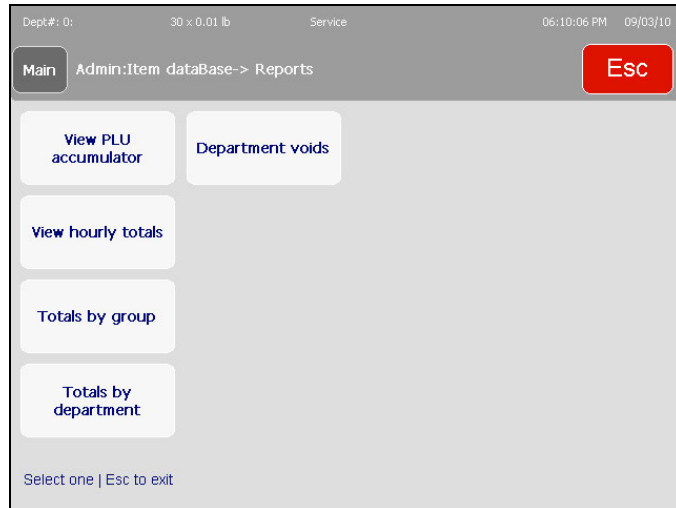 Dept#: 0: 30 x 0.01 lb Service 06:10:06 PM 09/03/10
Main Admin:Item dataBase-> Reports Esc
View PLU
accumulator
Department voids
View hourly totals
Totals by group
Totals by
department
Select one | Esc to exit